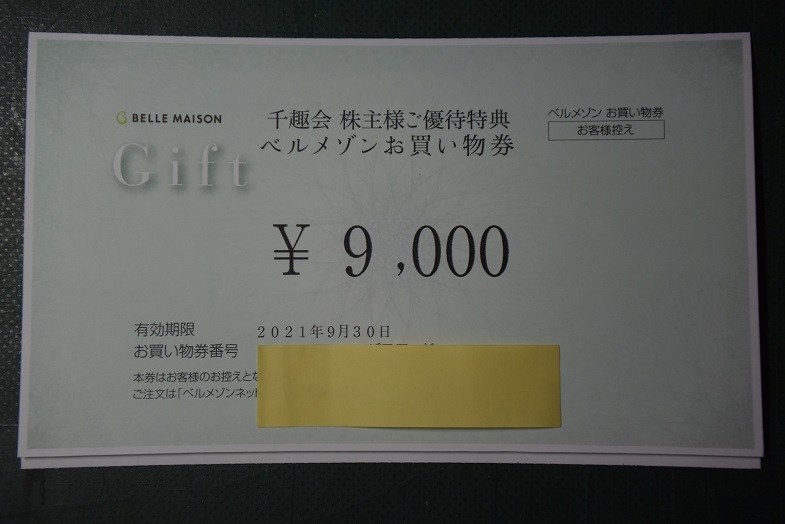 BELLE MAISON
Gift
千趣会 株主様ご優待特典
ベルメゾンお買い物券
ベルメゾン お買い物券
お客様控え
¥ 9,000
有効期限 2021年9月30日
お買い物券番号
本券はお客様のお控えとな
ご注文は「ベルメゾンネット